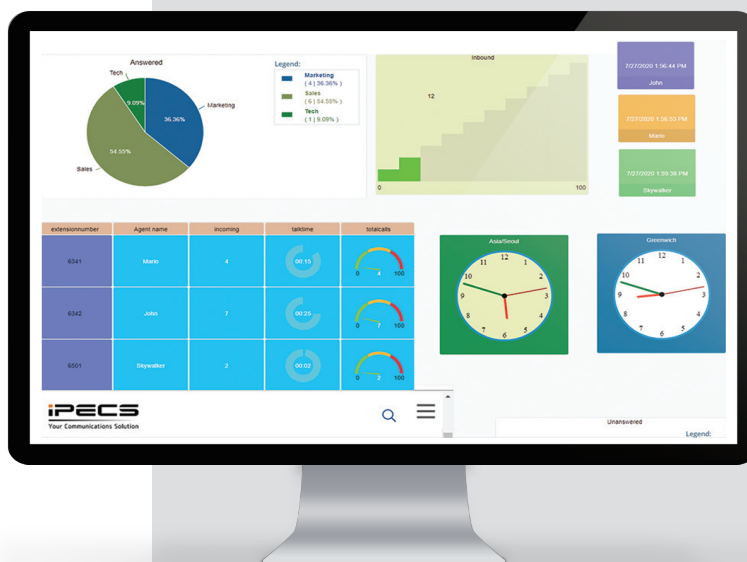 Answered
Tech
9.09%
36.36%
Marketing
54.55%
Sales
Legend:
Marketing
( 4 | 36.36% )
Sales
( 6 | 54.55% )
Tech
( 1 | 9.09% )
Inbound
12
0 100
7/27/2020 1:56:44 PM
John
7/27/2020 1:56:53 PM
Mario
7/27/2020 1:59:38 PM
Skywalker
extensionnumber Agent name incoming talktime totalcalls
6341 Mario 4 00:15 0 4 100
6342 John 7 00:25 0 7 100
6501 Skywalker 2 00:02 0 2 100
Asia/Seoul
12 1 2 3 4 5 6 7 8 9 10 11
Greenwich
12 1 2 3 4 5 6 7 8 9 10 11
iPECS
Your Communications Solution
Unanswered
Legend: